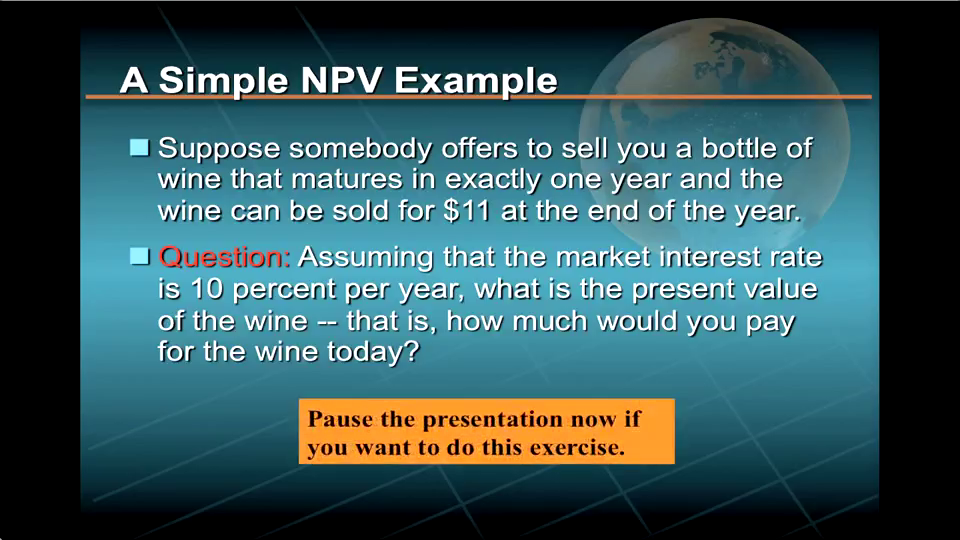 A Simple NPV Example
Suppose somebody offers to sell you a bottle of
wine that matures in exactly one year and the
wine can be sold for $11 at the end of the year.
Question: Assuming that the market interest rate
is 10 percent per year, what is the present value
of the wine -- that is, how much would you pay
for the wine today?
Pause the presentation now if
you want to do this exercise.